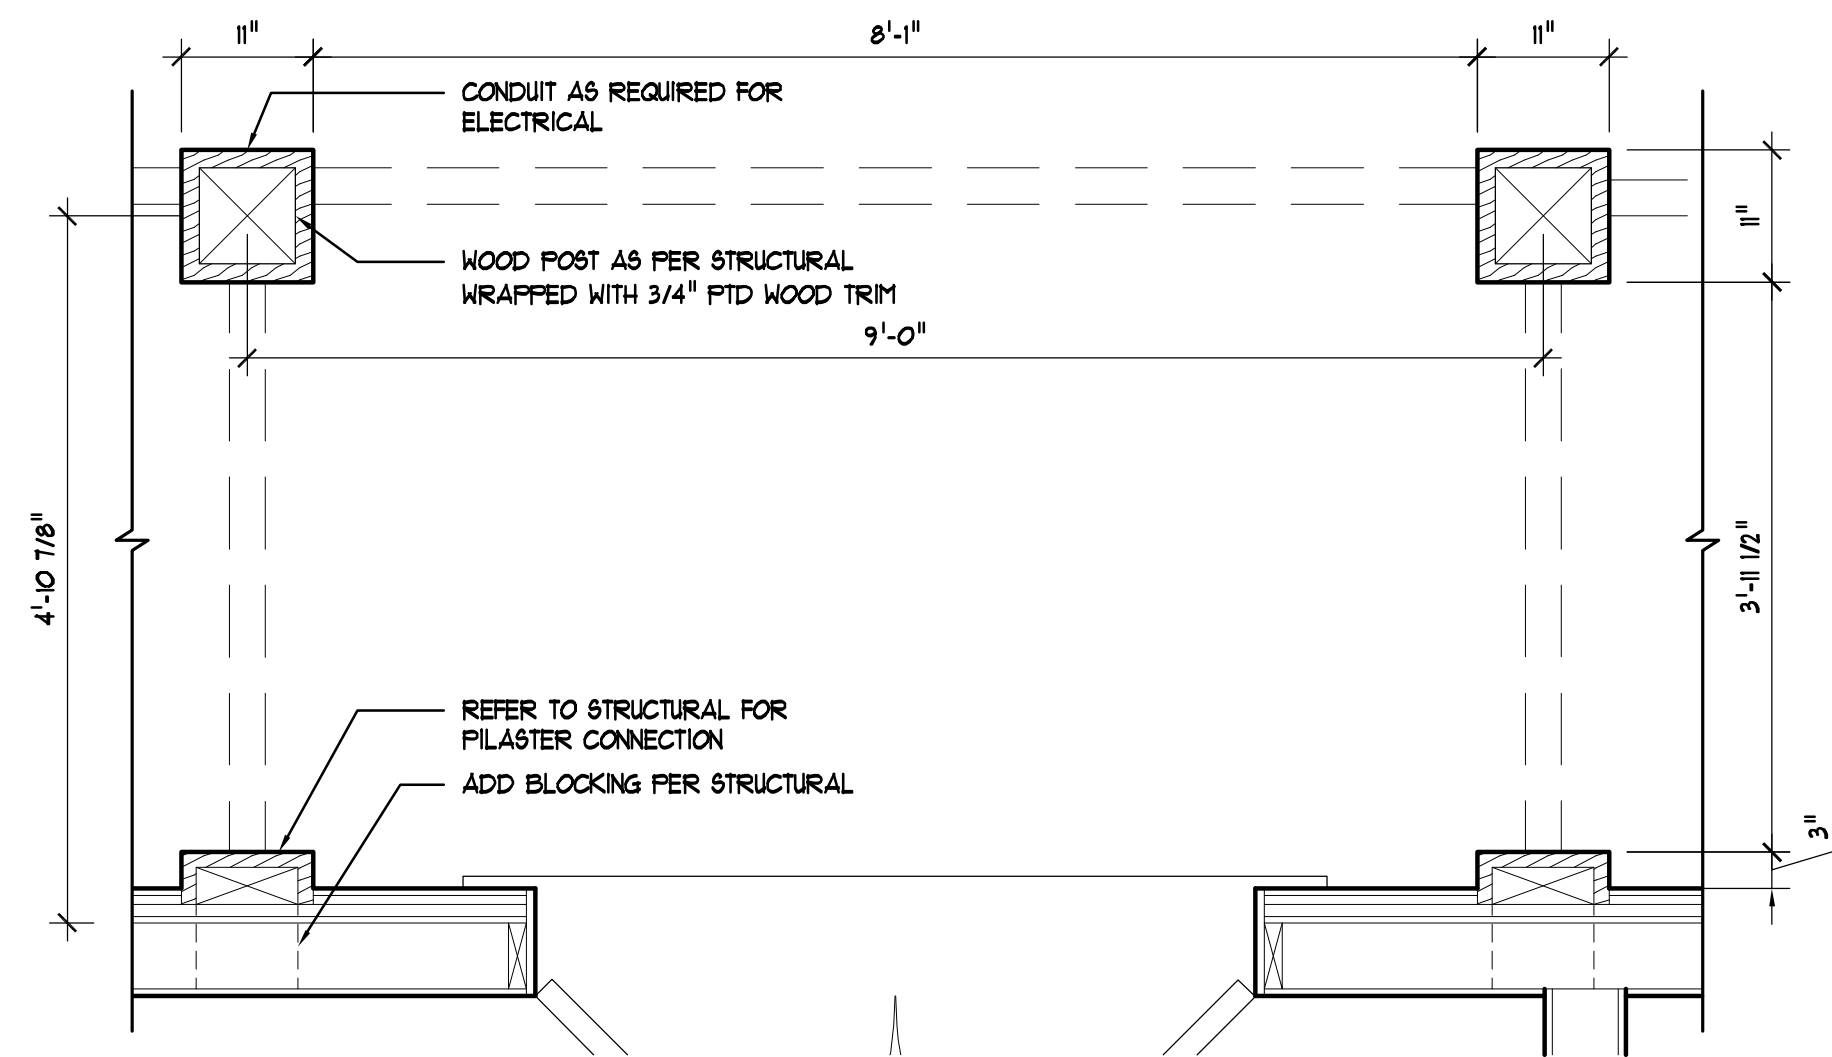 11"
8'-1"
11"
CONDUIT AS REQUIRED FOR
ELECTRICAL
11"
WOOD POST AS PER STRUCTURAL
WRAPPED WITH 3/4" PTD WOOD TRIM
9'-0"
4'-10 7/8"
3'-11 1/2"
REFER TO STRUCTURAL FOR
PILASTER CONNECTION
ADD BLOCKING PER STRUCTURAL
3"